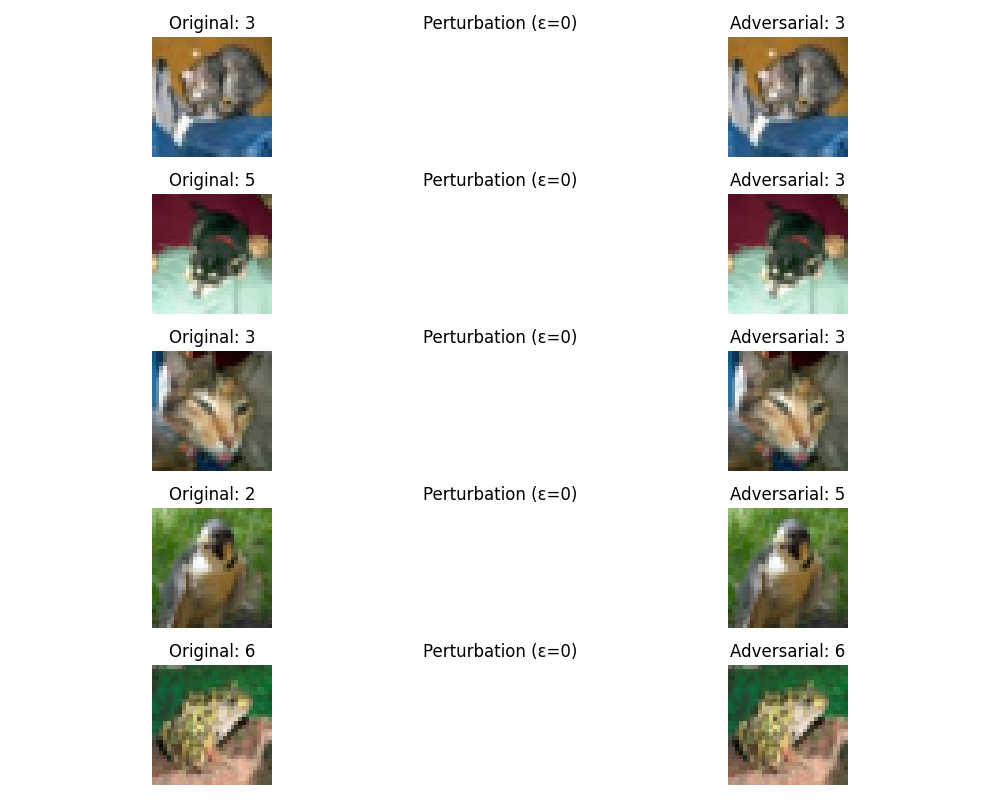 Original: 3 Perturbation (ε=0) Adversarial: 3
Original: 5 Perturbation (ε=0) Adversarial: 3
Original: 3 Perturbation (ε=0) Adversarial: 3
Original: 2 Perturbation (ε=0) Adversarial: 5
Original: 6 Perturbation (ε=0) Adversarial: 6